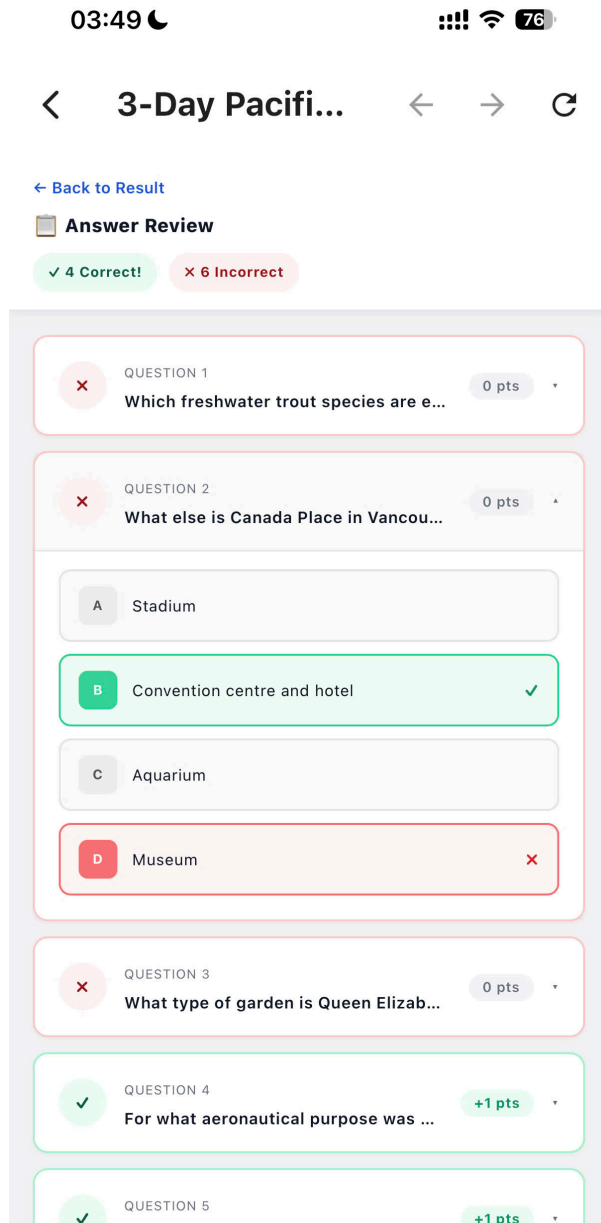 03:49
76
3-Day Pacifi...
← Back to Result
📋 Answer Review
✓ 4 Correct!
✕ 6 Incorrect
QUESTION 1
Which freshwater trout species are e...
0 pts
QUESTION 2
What else is Canada Place in Vancou...
0 pts
A
Stadium
B
Convention centre and hotel
C
Aquarium
D
Museum
QUESTION 3
What type of garden is Queen Elizab...
0 pts
QUESTION 4
For what aeronautical purpose was ...
+1 pts
QUESTION 5
+1 pts